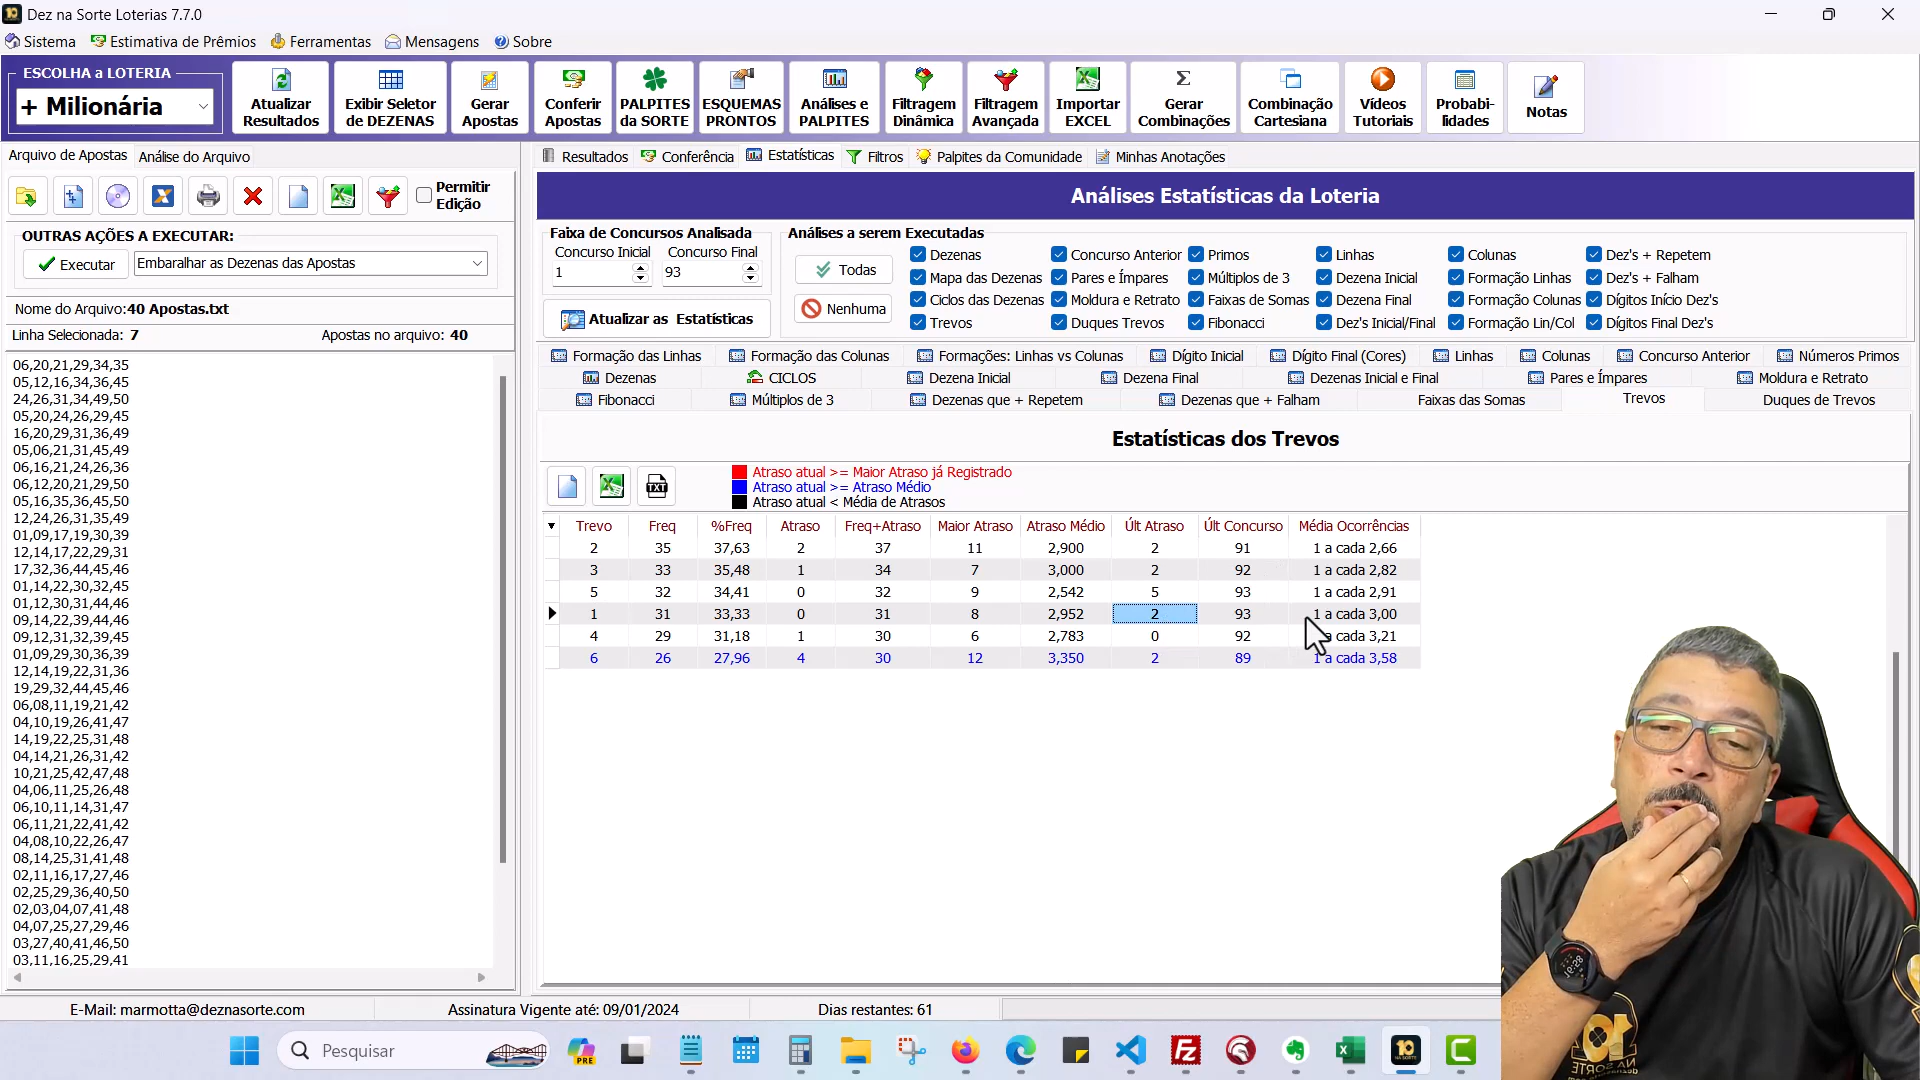 Dez na Sorte Loterias 7.7.0
Sistema Estimativa de Prêmios Ferramentas Mensagens Sobre
ESCOLHA a LOTERIA
+ Milionária
Atualizar Resultados
Exibir Seletor de DEZENAS
Gerar Apostas
Conferir Apostas
PALPITES da SORTE
ESQUEMAS PRONTOS
Análises e PALPITES
Filtragem Dinâmica
Filtragem Avançada
Importar EXCEL
Gerar Combinações
Combinação Cartesiana
Vídeos Tutoriais
Probabi-lidades
Notas
Arquivo de Apostas Análise do Arquivo
Permitir Edição
OUTRAS AÇÕES A EXECUTAR:
Executar Embaralhar as Dezenas das Apostas
Nome do Arquivo:40 Apostas.txt
Linha Selecionada: 7 Apostas no arquivo: 40
06,20,21,29,34,35
05,12,16,34,36,45
24,26,31,34,49,50
05,20,24,26,29,45
16,20,29,31,36,49
05,06,21,31,45,49
06,16,21,24,26,36
06,12,20,21,29,50
05,16,35,36,45,50
12,24,26,31,35,49
01,09,17,19,30,39
12,14,17,22,29,31
17,32,36,44,45,46
01,14,22,30,32,45
01,12,30,31,44,46
09,14,22,39,44,46
09,12,31,32,39,45
01,09,29,30,36,39
12,14,19,22,31,36
19,29,32,44,45,46
06,08,11,19,21,42
04,10,19,26,41,47
14,19,22,25,31,48
04,14,21,26,31,42
10,21,25,42,47,48
04,06,11,25,26,48
06,10,11,14,31,47
06,11,21,22,41,42
04,08,10,22,26,47
08,14,25,31,41,48
02,11,16,17,27,46
02,25,29,36,40,50
02,03,04,07,41,48
04,07,25,27,29,46
03,27,40,41,46,50
03,11,16,25,29,41
Resultados Conferência Estatísticas Filtros Palpites da Comunidade Minhas Anotações
Análises Estatísticas da Loteria
Faixa de Concursos Analisada
Concurso Inicial Concurso Final
1 93
Atualizar as Estatísticas
Análises a serem Executadas
Todas
Nenhuma
Dezenas Concurso Anterior Primos Linhas Colunas Dez's + Repetem
Mapa das Dezenas Pares e Ímpares Múltiplos de 3 Dezena Inicial Formação Linhas Dez's + Falham
Ciclos das Dezenas Moldura e Retrato Faixas de Somas Dezena Final Formação Colunas Dígitos Início Dez's
Trevos Duques Trevos Fibonacci Dez's Inicial/Final Formação Lin/Col Dígitos Final Dez's
Formação das Linhas Formação das Colunas Formações: Linhas vs Colunas Dígito Inicial Dígito Final (Cores) Linhas Colunas Concurso Anterior Números Primos
Dezenas CICLOS Dezena Inicial Dezena Final Dezenas Inicial e Final Pares e Ímpares Moldura e Retrato
Fibonacci Múltiplos de 3 Dezenas que + Repetem Dezenas que + Falham Faixas das Somas Trevos Duques de Trevos
Estatísticas dos Trevos
TXT
Atraso atual >= Maior Atraso já Registrado
Atraso atual >= Atraso Médio
Atraso atual < Média de Atrasos
Trevo Freq %Freq Atraso Freq+Atraso Maior Atraso Atraso Médio Últ Atraso Últ Concurso Média Ocorrências
2 35 37,63 2 37 11 2,900 2 91 1 a cada 2,66
3 33 35,48 1 34 7 3,000 2 92 1 a cada 2,82
5 32 34,41 0 32 9 2,542 5 93 1 a cada 2,91
1 31 33,33 0 31 8 2,952 2 93 1 a cada 3,00
4 29 31,18 1 30 6 2,783 0 92 a cada 3,21
6 26 27,96 4 30 12 3,350 2 89 1 a cada 3,58
E-Mail: marmotta@deznasorte.com Assinatura Vigente até: 09/01/2024 Dias restantes: 61
Pesquisar
PRE